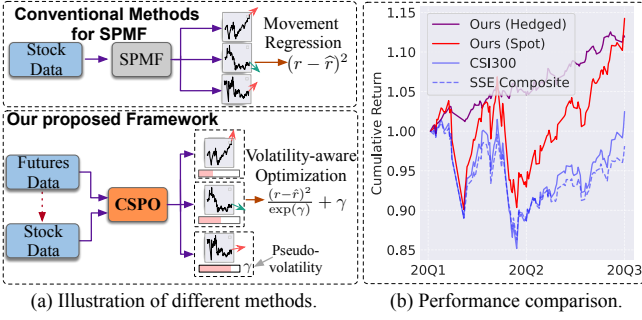 Conventional Methods
for SPMF
Stock
Data
SPMF
Movement
Regression
(r − r̂)²
Our proposed Framework
Futures
Data
Stock
Data
CSPO
Volatility-aware
Optimization
(r−r̂)²
exp(γ)
+ γ
γ
Pseudo-
volatility
(a) Illustration of different methods.
Cumulative Return
1.15
1.10
1.05
1.00
0.95
0.90
0.85
Ours (Hedged)
Ours (Spot)
CSI300
SSE Composite
20Q1
20Q2
20Q3
(b) Performance comparison.